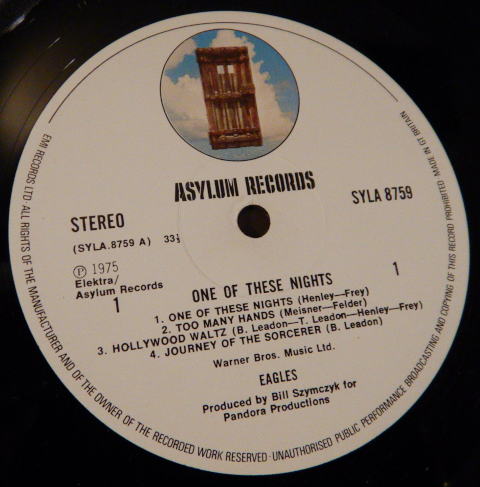 ASYLUM RECORDS
STEREO
SYLA 8759
(SYLA.8759 A) 33⅓
Ⓟ 1975
Elektra/
Asylum Records
1
1
ONE OF THESE NIGHTS
1. ONE OF THESE NIGHTS (Henley—Frey)
2. TOO MANY HANDS (Meisner—Felder)
3. HOLLYWOOD WALTZ (B. Leadon—T. Leadon—Henley—Frey)
4. JOURNEY OF THE SORCERER (B. Leadon)
Warner Bros. Music Ltd.
EAGLES
Produced by Bill Szymczyk for
Pandora Productions
EMI RECORDS LTD·ALL RIGHTS OF THE MANUFACTURER AND OF THE OWNER OF THE RECORDED WORK RESERVED·UNAUTHORISED PUBLIC PERFORMANCE BROADCASTING AND COPYING OF THIS RECORD PROHIBITED MADE IN GT BRITAIN